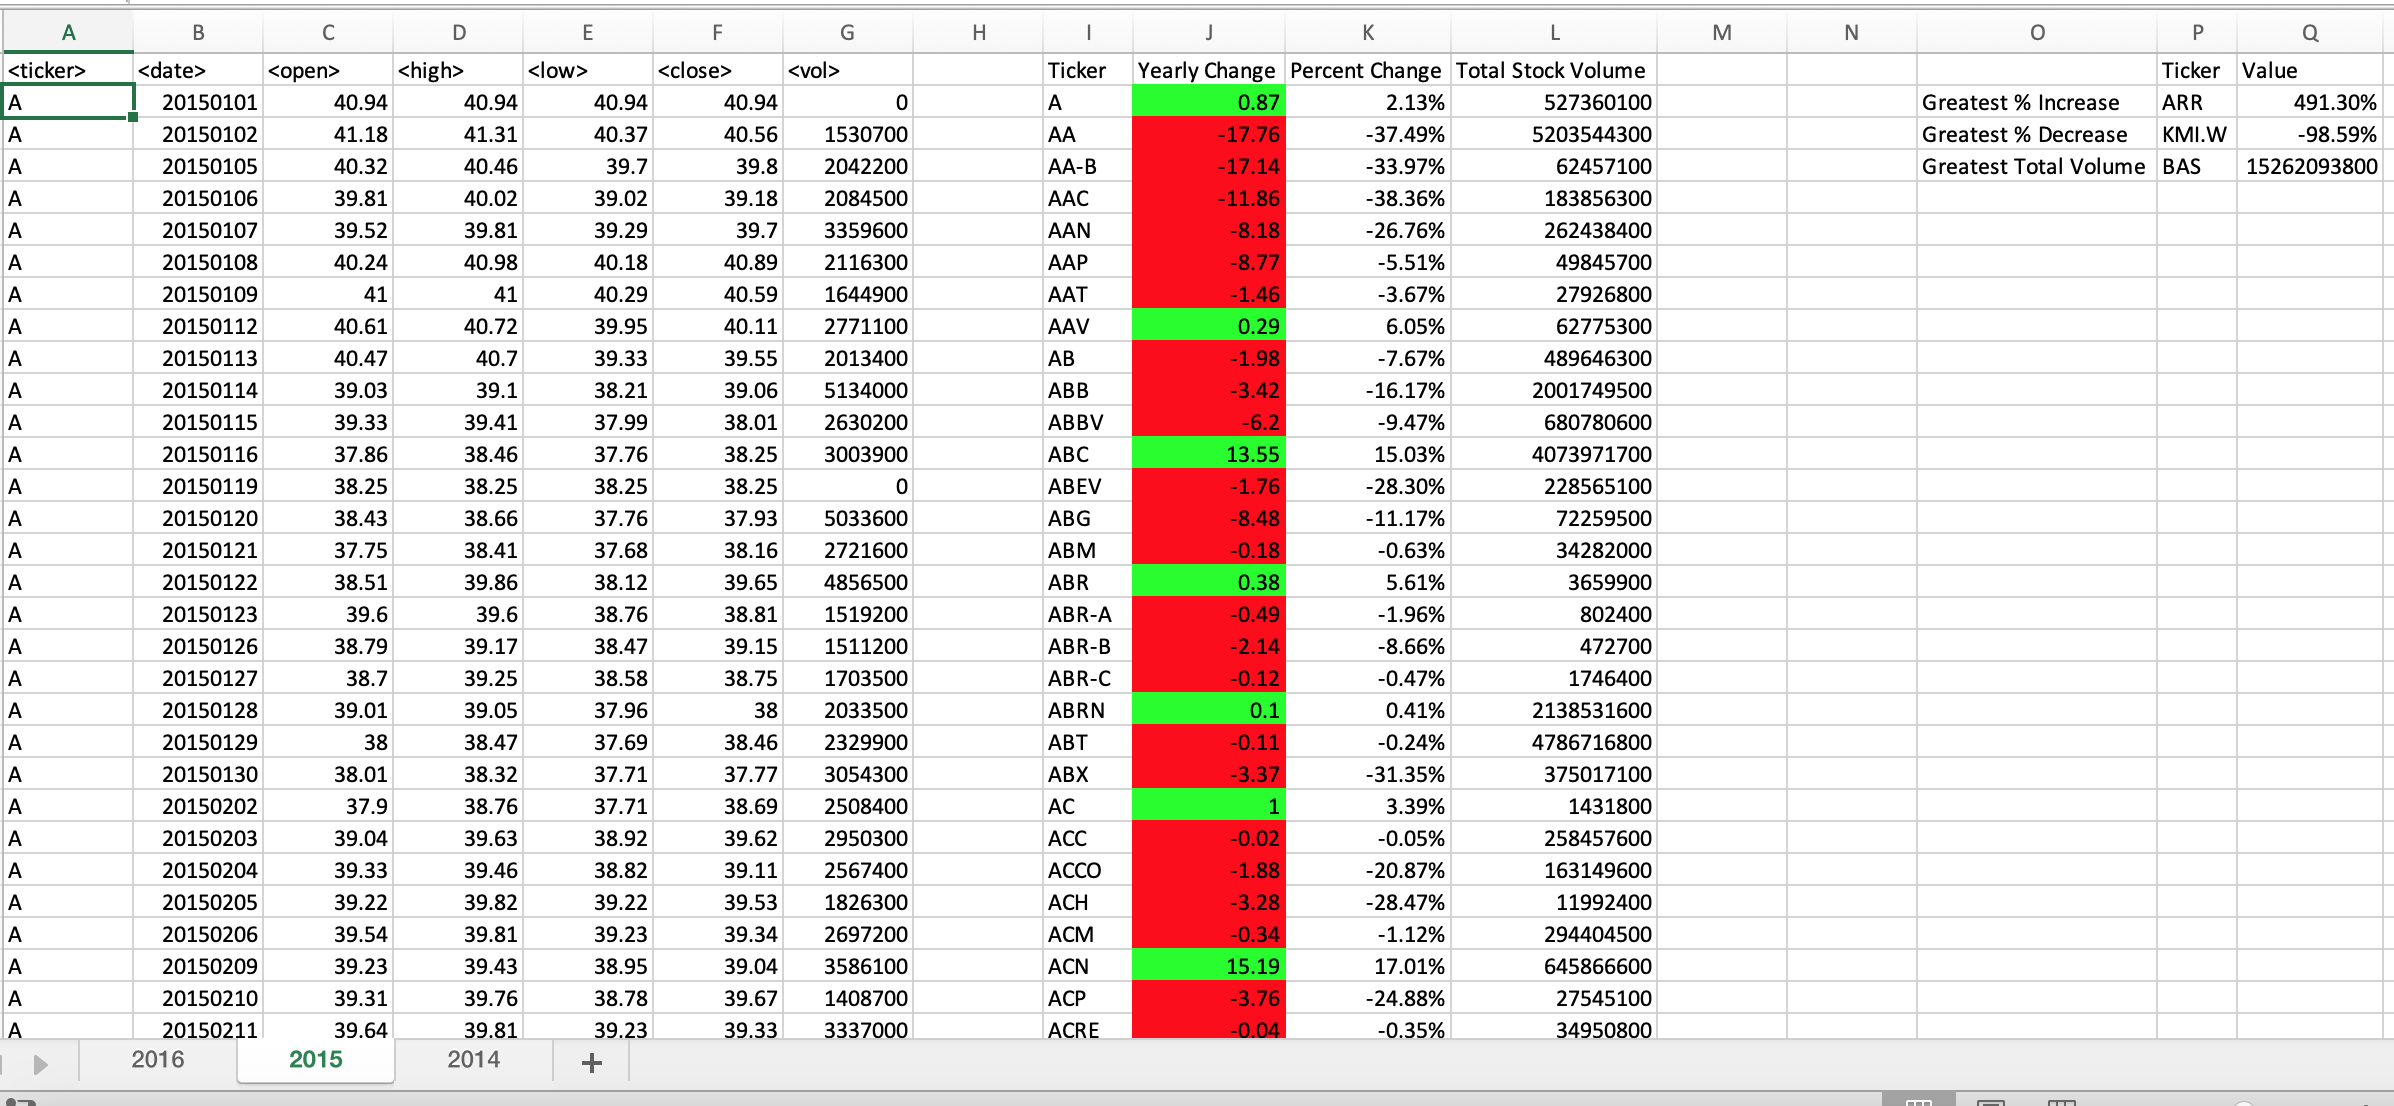 A B C D E F G H I J K L M N O P Q
<ticker> <date> <open> <high> <low> <close> <vol> Ticker Yearly Change Percent Change Total Stock Volume Ticker Value
A 20150101 40.94 40.94 40.94 40.94 0 A 0.87 2.13% 527360100 Greatest % Increase ARR 491.30%
A 20150102 41.18 41.31 40.37 40.56 1530700 AA -17.76 -37.49% 5203544300 Greatest % Decrease KMI.W -98.59%
A 20150105 40.32 40.46 39.7 39.8 2042200 AA-B -17.14 -33.97% 62457100 Greatest Total Volume BAS 15262093800
A 20150106 39.81 40.02 39.02 39.18 2084500 AAC -11.86 -38.36% 183856300
A 20150107 39.52 39.81 39.29 39.7 3359600 AAN -8.18 -26.76% 262438400
A 20150108 40.24 40.98 40.18 40.89 2116300 AAP -8.77 -5.51% 49845700
A 20150109 41 41 40.29 40.59 1644900 AAT -1.46 -3.67% 27926800
A 20150112 40.61 40.72 39.95 40.11 2771100 AAV 0.29 6.05% 62775300
A 20150113 40.47 40.7 39.33 39.55 2013400 AB -1.98 -7.67% 489646300
A 20150114 39.03 39.1 38.21 39.06 5134000 ABB -3.42 -16.17% 2001749500
A 20150115 39.33 39.41 37.99 38.01 2630200 ABBV -6.2 -9.47% 680780600
A 20150116 37.86 38.46 37.76 38.25 3003900 ABC 13.55 15.03% 4073971700
A 20150119 38.25 38.25 38.25 38.25 0 ABEV -1.76 -28.30% 228565100
A 20150120 38.43 38.66 37.76 37.93 5033600 ABG -8.48 -11.17% 72259500
A 20150121 37.75 38.41 37.68 38.16 2721600 ABM -0.18 -0.63% 34282000
A 20150122 38.51 39.86 38.12 39.65 4856500 ABR 0.38 5.61% 3659900
A 20150123 39.6 39.6 38.76 38.81 1519200 ABR-A -0.49 -1.96% 802400
A 20150126 38.79 39.17 38.47 39.15 1511200 ABR-B -2.14 -8.66% 472700
A 20150127 38.7 39.25 38.58 38.75 1703500 ABR-C -0.12 -0.47% 1746400
A 20150128 39.01 39.05 37.96 38 2033500 ABRN 0.1 0.41% 2138531600
A 20150129 38 38.47 37.69 38.46 2329900 ABT -0.11 -0.24% 4786716800
A 20150130 38.01 38.32 37.71 37.77 3054300 ABX -3.37 -31.35% 375017100
A 20150202 37.9 38.76 37.71 38.69 2508400 AC 1 3.39% 1431800
A 20150203 39.04 39.63 38.92 39.62 2950300 ACC -0.02 -0.05% 258457600
A 20150204 39.33 39.46 38.82 39.11 2567400 ACCO -1.88 -20.87% 163149600
A 20150205 39.22 39.82 39.22 39.53 1826300 ACH -3.28 -28.47% 11992400
A 20150206 39.54 39.81 39.23 39.34 2697200 ACM -0.34 -1.12% 294404500
A 20150209 39.23 39.43 38.95 39.04 3586100 ACN 15.19 17.01% 645866600
A 20150210 39.31 39.76 38.78 39.67 1408700 ACP -3.76 -24.88% 27545100
A 20150211 39.64 39.81 39.23 39.33 3337000 ACRE -0.04 -0.35% 34950800
2016 2015 2014 +